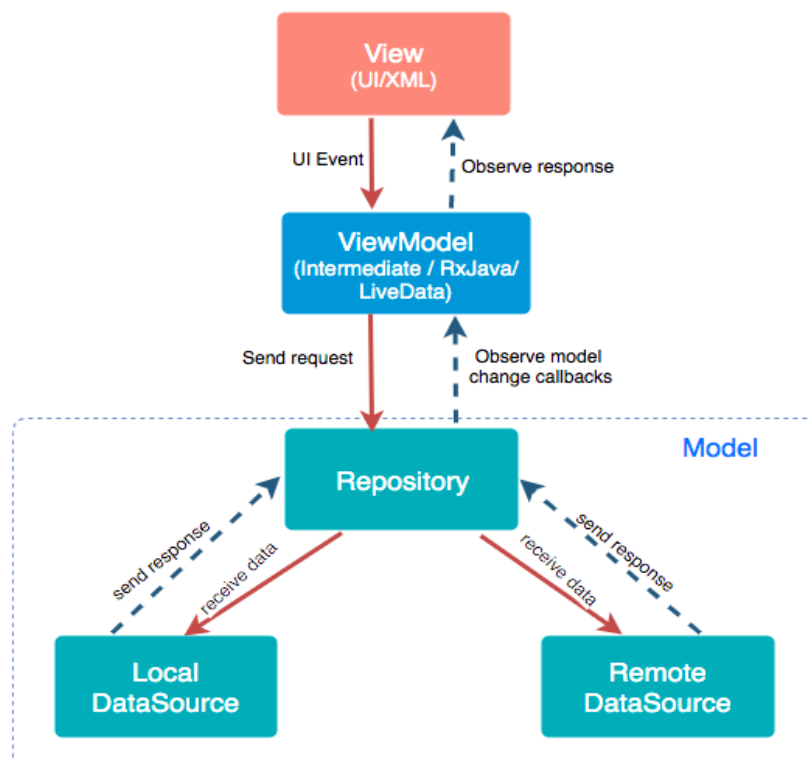 View
(UI/XML)
UI Event
Observe response
ViewModel
(Intermediate / RxJava/
LiveData)
Send request
Observe model
change callbacks
Model
Repository
send response
receive data
receive data
send response
Local
DataSource
Remote
DataSource